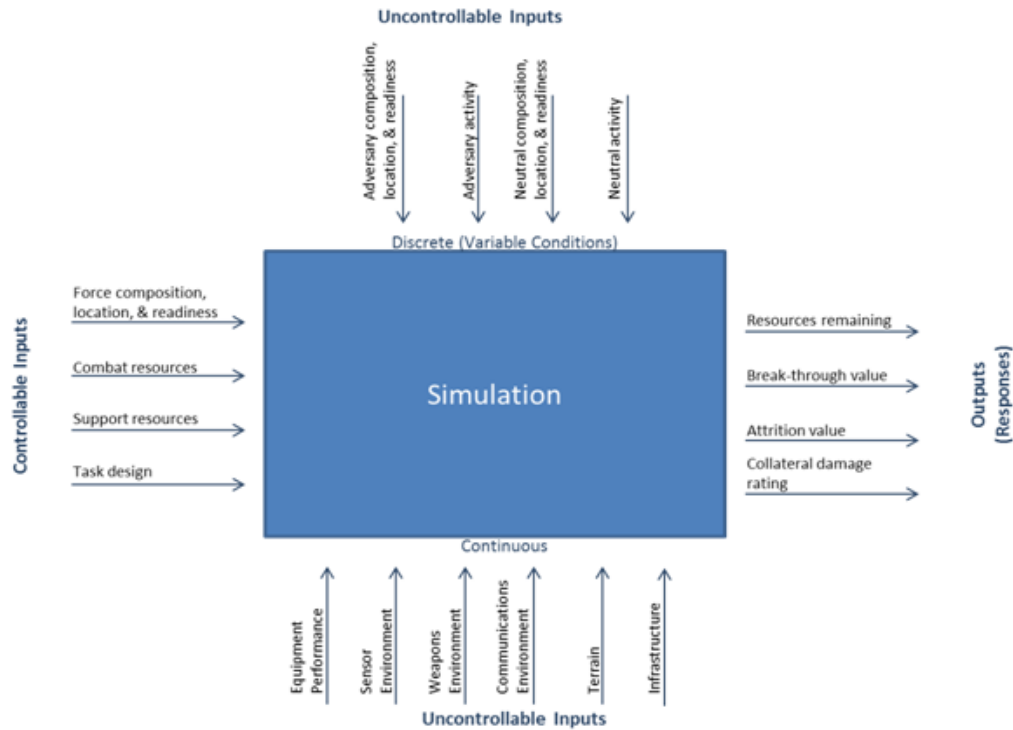 Uncontrollable Inputs
Adversary composition,
location, & readiness
Adversary activity
Neutral composition,
location, & readiness
Neutral activity
Discrete (Variable Conditions)
Controllable Inputs
Force composition,
location, & readiness
Combat resources
Support resources
Task design
Simulation
Resources remaining
Break-through value
Attrition value
Collateral damage
rating
Outputs
(Responses)
Continuous
Equipment
Performance
Sensor
Environment
Weapons
Environment
Communications
Environment
Terrain
Infrastructure
Uncontrollable Inputs